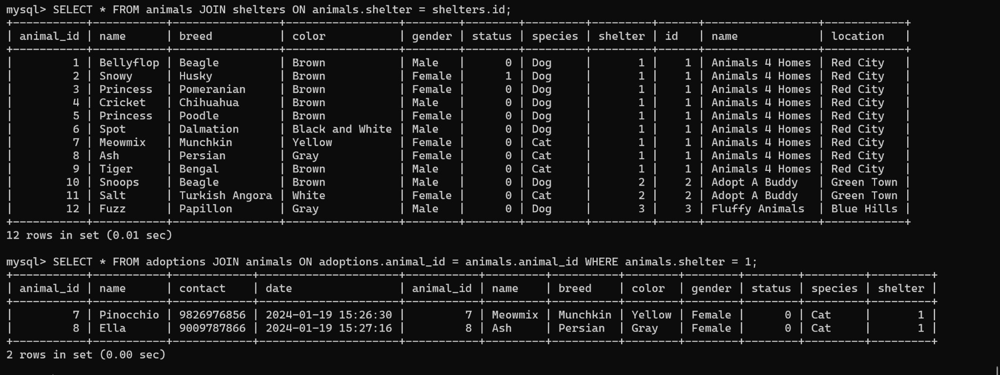 mysql> SELECT * FROM animals JOIN shelters ON animals.shelter = shelters.id;
+-----------+-----------+----------------+-----------------+--------+--------+---------+---------+------+-----------------+------------+
| animal_id | name      | breed          | color           | gender | status | species | shelter | id   | name            | location   |
+-----------+-----------+----------------+-----------------+--------+--------+---------+---------+------+-----------------+------------+
|         1 | Bellyflop | Beagle         | Brown           | Male   |      0 | Dog     |       1 |    1 | Animals 4 Homes | Red City   |
|         2 | Snowy     | Husky          | Brown           | Female |      1 | Dog     |       1 |    1 | Animals 4 Homes | Red City   |
|         3 | Princess  | Pomeranian     | Brown           | Female |      0 | Dog     |       1 |    1 | Animals 4 Homes | Red City   |
|         4 | Cricket   | Chihuahua      | Brown           | Male   |      0 | Dog     |       1 |    1 | Animals 4 Homes | Red City   |
|         5 | Princess  | Poodle         | Brown           | Female |      0 | Dog     |       1 |    1 | Animals 4 Homes | Red City   |
|         6 | Spot      | Dalmation      | Black and White | Male   |      0 | Dog     |       1 |    1 | Animals 4 Homes | Red City   |
|         7 | Meowmix   | Munchkin       | Yellow          | Female |      0 | Cat     |       1 |    1 | Animals 4 Homes | Red City   |
|         8 | Ash       | Persian        | Gray            | Female |      0 | Cat     |       1 |    1 | Animals 4 Homes | Red City   |
|         9 | Tiger     | Bengal         | Brown           | Male   |      0 | Cat     |       1 |    1 | Animals 4 Homes | Red City   |
|        10 | Snoops    | Beagle         | Brown           | Male   |      0 | Dog     |       2 |    2 | Adopt A Buddy   | Green Town |
|        11 | Salt      | Turkish Angora | White           | Female |      0 | Cat     |       2 |    2 | Adopt A Buddy   | Green Town |
|        12 | Fuzz      | Papillon       | Gray            | Male   |      0 | Dog     |       3 |    3 | Fluffy Animals  | Blue Hills |
+-----------+-----------+----------------+-----------------+--------+--------+---------+---------+------+-----------------+------------+
12 rows in set (0.01 sec)

mysql> SELECT * FROM adoptions JOIN animals ON adoptions.animal_id = animals.animal_id WHERE animals.shelter = 1;
+-----------+-----------+------------+---------------------+-----------+---------+----------+--------+--------+--------+---------+---------+
| animal_id | name      | contact    | date                | animal_id | name    | breed    | color  | gender | status | species | shelter |
+-----------+-----------+------------+---------------------+-----------+---------+----------+--------+--------+--------+---------+---------+
|         7 | Pinocchio | 9826976856 | 2024-01-19 15:26:30 |         7 | Meowmix | Munchkin | Yellow | Female |      0 | Cat     |       1 |
|         8 | Ella      | 9009787866 | 2024-01-19 15:27:16 |         8 | Ash     | Persian  | Gray   | Female |      0 | Cat     |       1 |
+-----------+-----------+------------+---------------------+-----------+---------+----------+--------+--------+--------+---------+---------+
2 rows in set (0.00 sec)